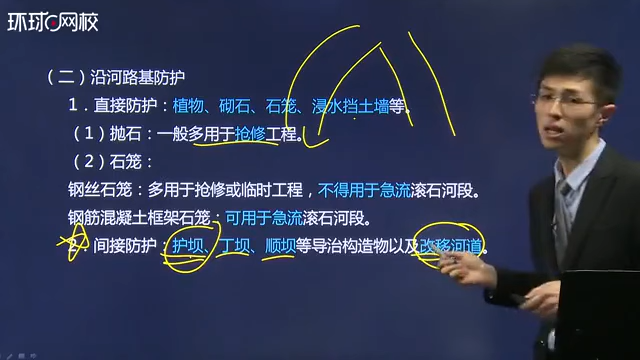 环球网校
（二）沿河路基防护
1．直接防护：植物、砌石、石笼、浸水挡土墙等。
（1）抛石：一般多用于抢修工程。
（2）石笼：
钢丝石笼：多用于抢修或临时工程，不得用于急流滚石河段。
钢筋混凝土框架石笼：可用于急流滚石河段。
2．间接防护：护坝、丁坝、顺坝等导治构造物以及改移河道。